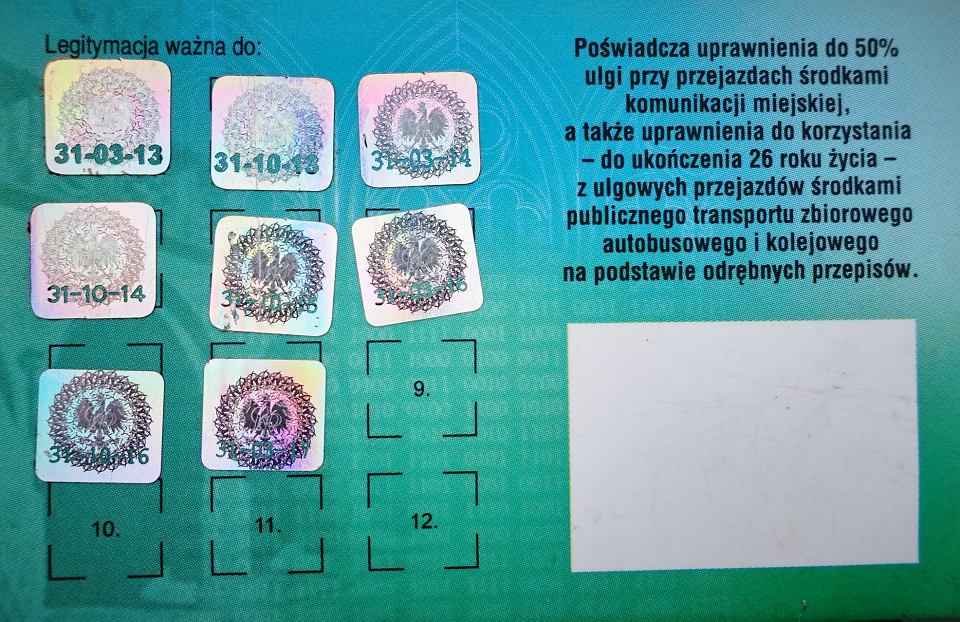 Legitymacja ważna do:
31-03-13
31-10-13
31-03-14
31-10-14
31-03-16
31-10-16
31-03-17
9.
10.
11.
12.
Poświadcza uprawnienia do 50%
ulgi przy przejazdach środkami
komunikacji miejskiej,
a także uprawnienia do korzystania
– do ukończenia 26 roku życia –
z ulgowych przejazdów środkami
publicznego transportu zbiorowego
autobusowego i kolejowego
na podstawie odrębnych przepisów.